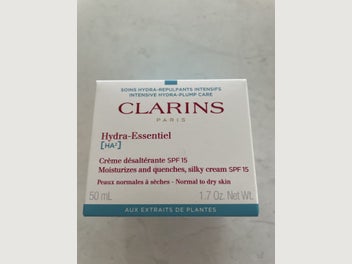 SOINS HYDRA-REPULPANTS INTENSIFS
INTENSIVE HYDRA-PLUMP CARE
CLARINS
PARIS
Hydra-Essentiel
[HA²]
Crème désaltérante SPF 15
Moisturizes and quenches, silky cream SPF 15
Peaux normales à sèches - Normal to dry skin
50 mL 1.7 Oz. Net Wt.
AUX EXTRAITS DE PLANTES